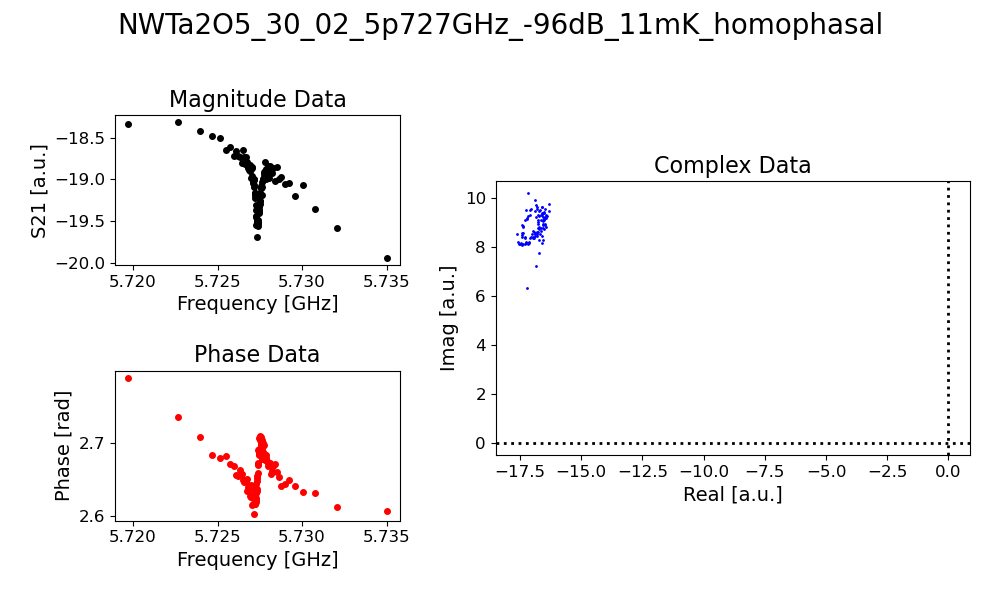 NWTa2O5_30_02_5p727GHz_-96dB_11mK_homophasal
Magnitude Data
S21 [a.u.]
−18.5
−19.0
−19.5
−20.0
5.720 5.725 5.730 5.735
Frequency [GHz]
Phase Data
Phase [rad]
2.7
2.6
5.720 5.725 5.730 5.735
Frequency [GHz]
Complex Data
Imag [a.u.]
10
8
6
4
2
0
−17.5 −15.0 −12.5 −10.0 −7.5 −5.0 −2.5 0.0
Real [a.u.]